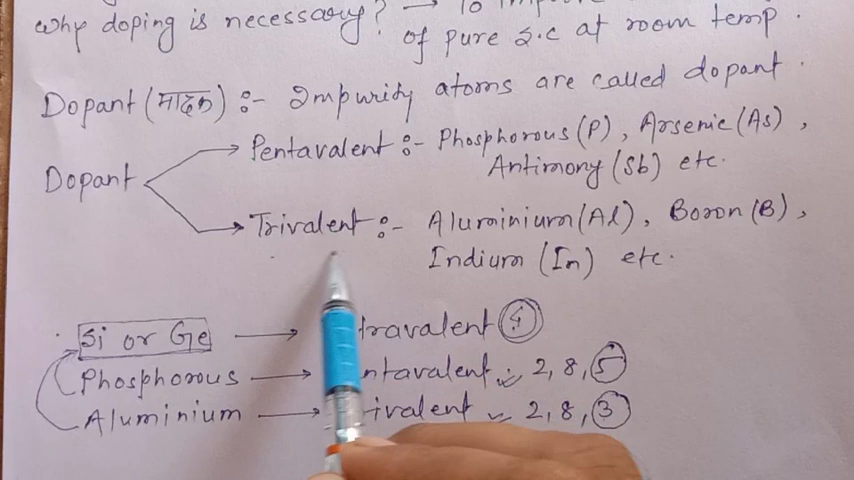 why doping is necessary? → To
of pure s.c at room temp.
Dopant (मादक) :- Impurity atoms are called dopant.
Pentavalent :- Phosphorous (P), Arsenic (As),
Antimony (Sb) etc.
Dopant
Trivalent :- Aluminium (Al), Boron (B),
Indium (In) etc.
Si or Ge → travalent 4
Phosphorous → ntavalent 2, 8, 5
Aluminium → ivalent 2, 8, 3